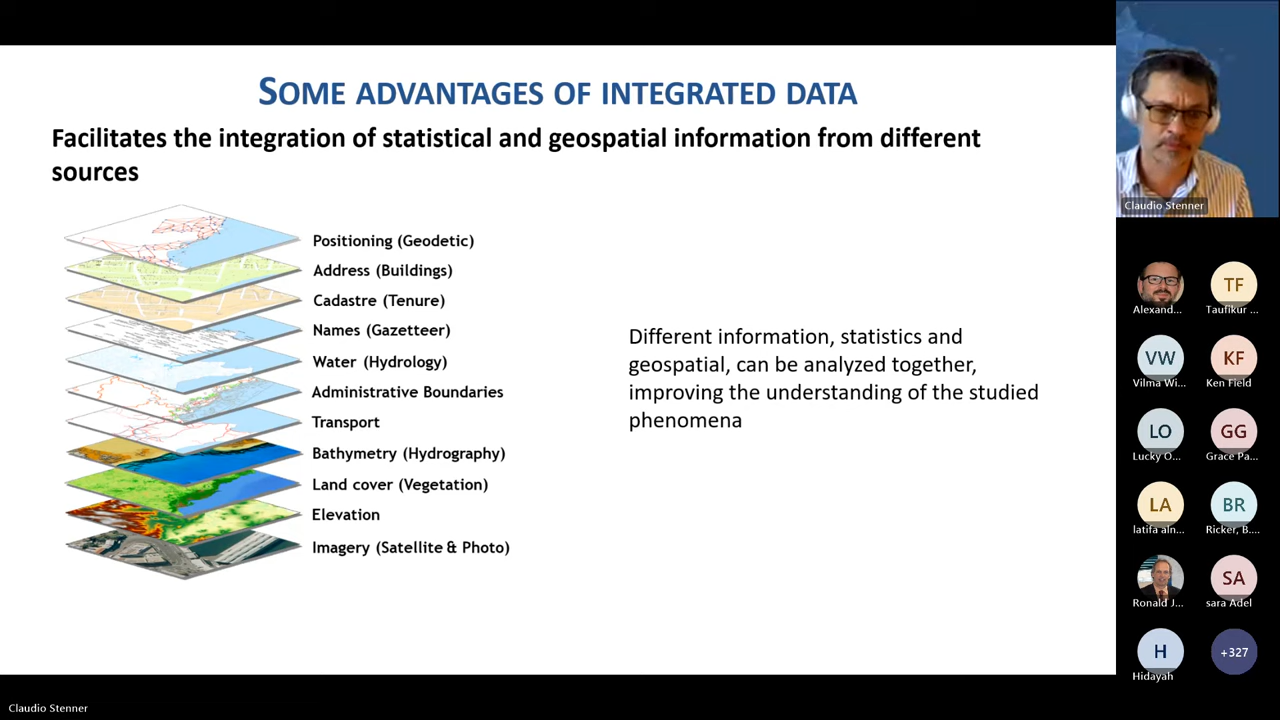 SOME ADVANTAGES OF INTEGRATED DATA
Facilitates the integration of statistical and geospatial information from different
sources
Positioning (Geodetic)
Address (Buildings)
Cadastre (Tenure)
Names (Gazetteer)
Water (Hydrology)
Administrative Boundaries
Transport
Bathymetry (Hydrography)
Land cover (Vegetation)
Elevation
Imagery (Satellite & Photo)
Different information, statistics and
geospatial, can be analyzed together,
improving the understanding of the studied
phenomena
Claudio Stenner
Alexand...
TF
Taufikur ...
VW
Vilma Wi...
KF
Ken Field
LO
Lucky O...
GG
Grace Pa...
LA
latifa aln...
BR
Ricker, B....
Ronald J...
SA
sara Adel
H
Hidayah
+327
Claudio Stenner